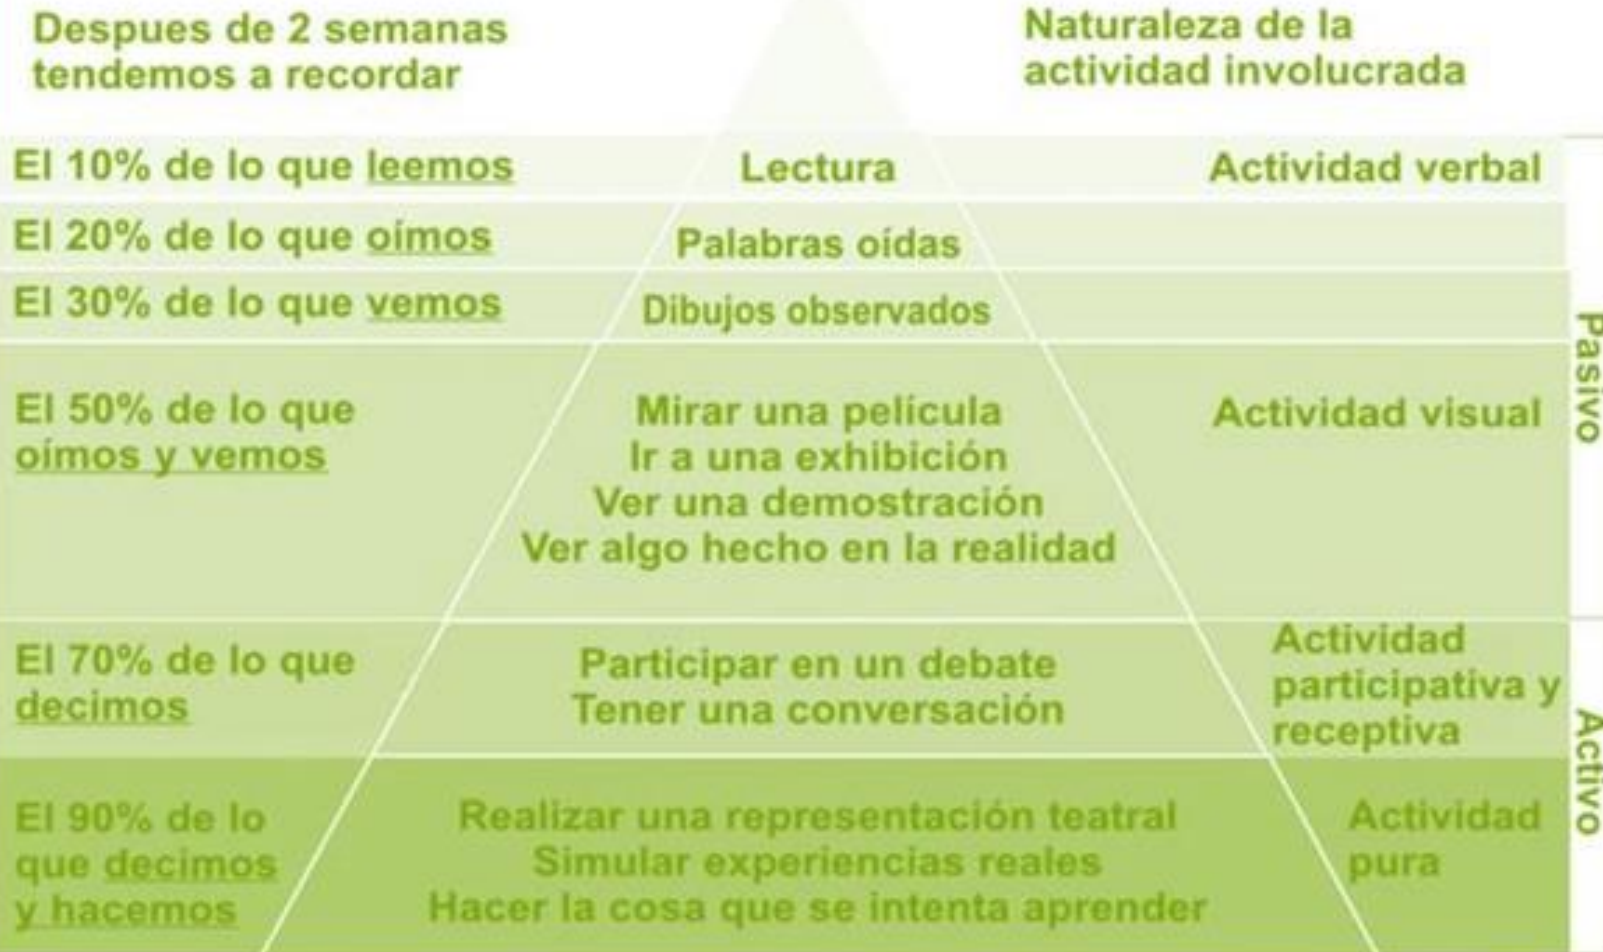 Despues de 2 semanas
tendemos a recordar
Naturaleza de la
actividad involucrada
El 10% de lo que leemos
Lectura
Actividad verbal
El 20% de lo que oímos
Palabras oídas
El 30% de lo que vemos
Dibujos observados
El 50% de lo que
oímos y vemos
Mirar una película
Ir a una exhibición
Ver una demostración
Ver algo hecho en la realidad
Actividad visual
Pasivo
El 70% de lo que
decimos
Participar en un debate
Tener una conversación
Actividad
participativa y
receptiva
El 90% de lo
que decimos
y hacemos
Realizar una representación teatral
Simular experiencias reales
Hacer la cosa que se intenta aprender
Actividad
pura
Activo